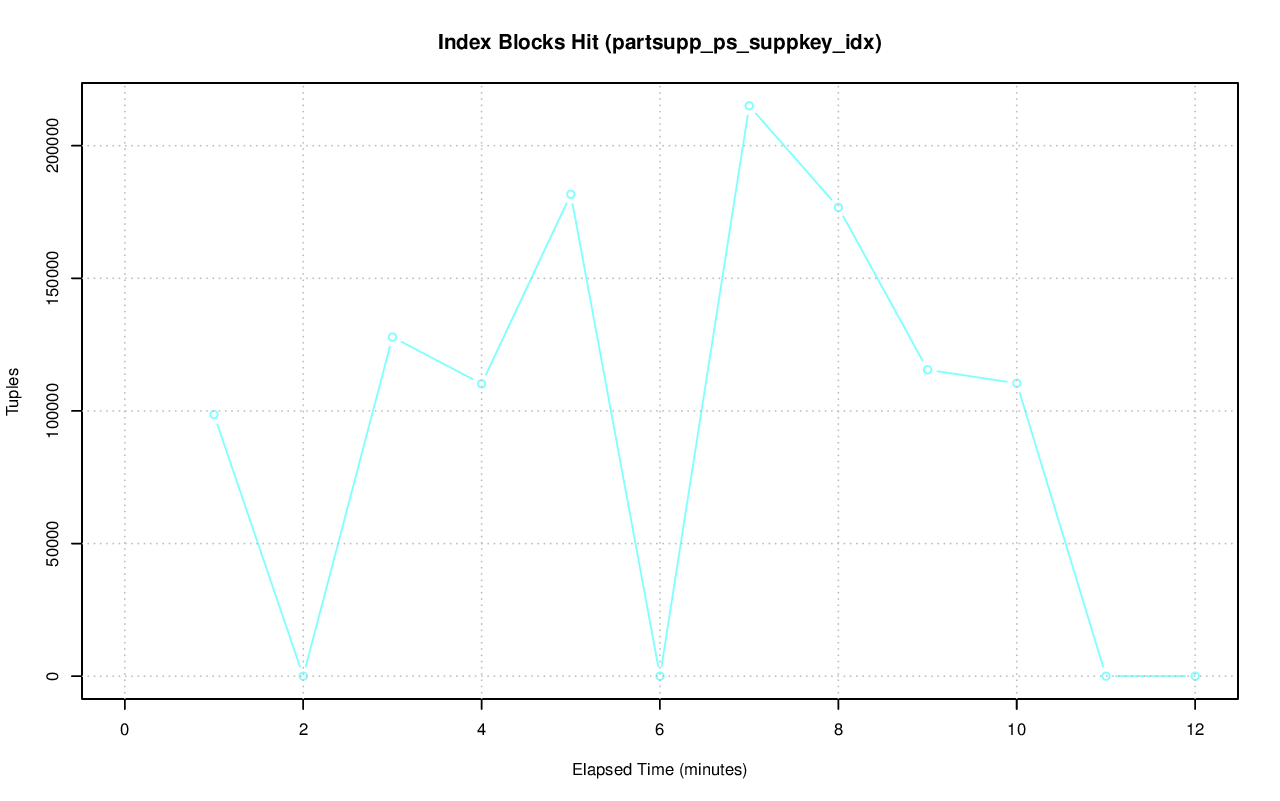 Index Blocks Hit (partsupp_ps_suppkey_idx)
Tuples
200000
150000
100000
50000
0
0 2 4 6 8 10 12
Elapsed Time (minutes)